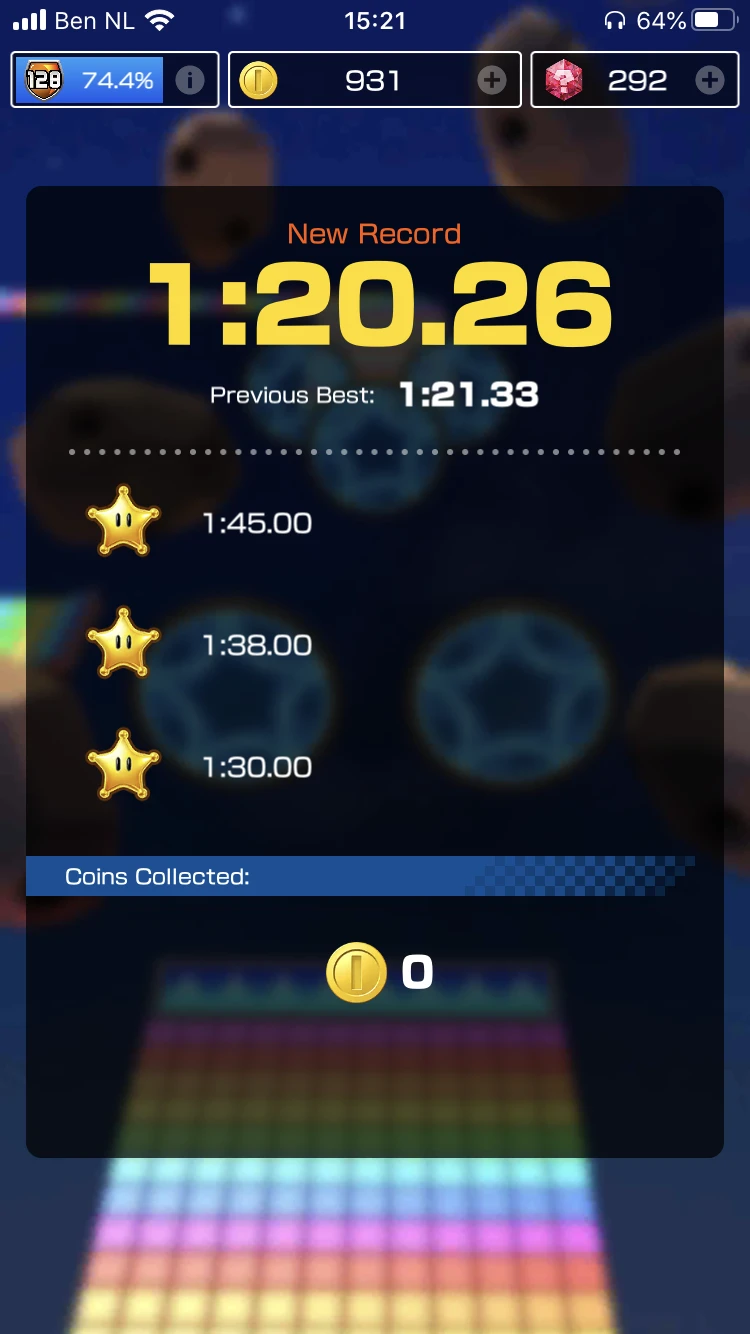 Ben NL 15:21 64%
128 74.4% i 931 + ? 292 +
New Record
1:20.26
Previous Best: 1:21.33
1:45.00
1:38.00
1:30.00
Coins Collected:
0